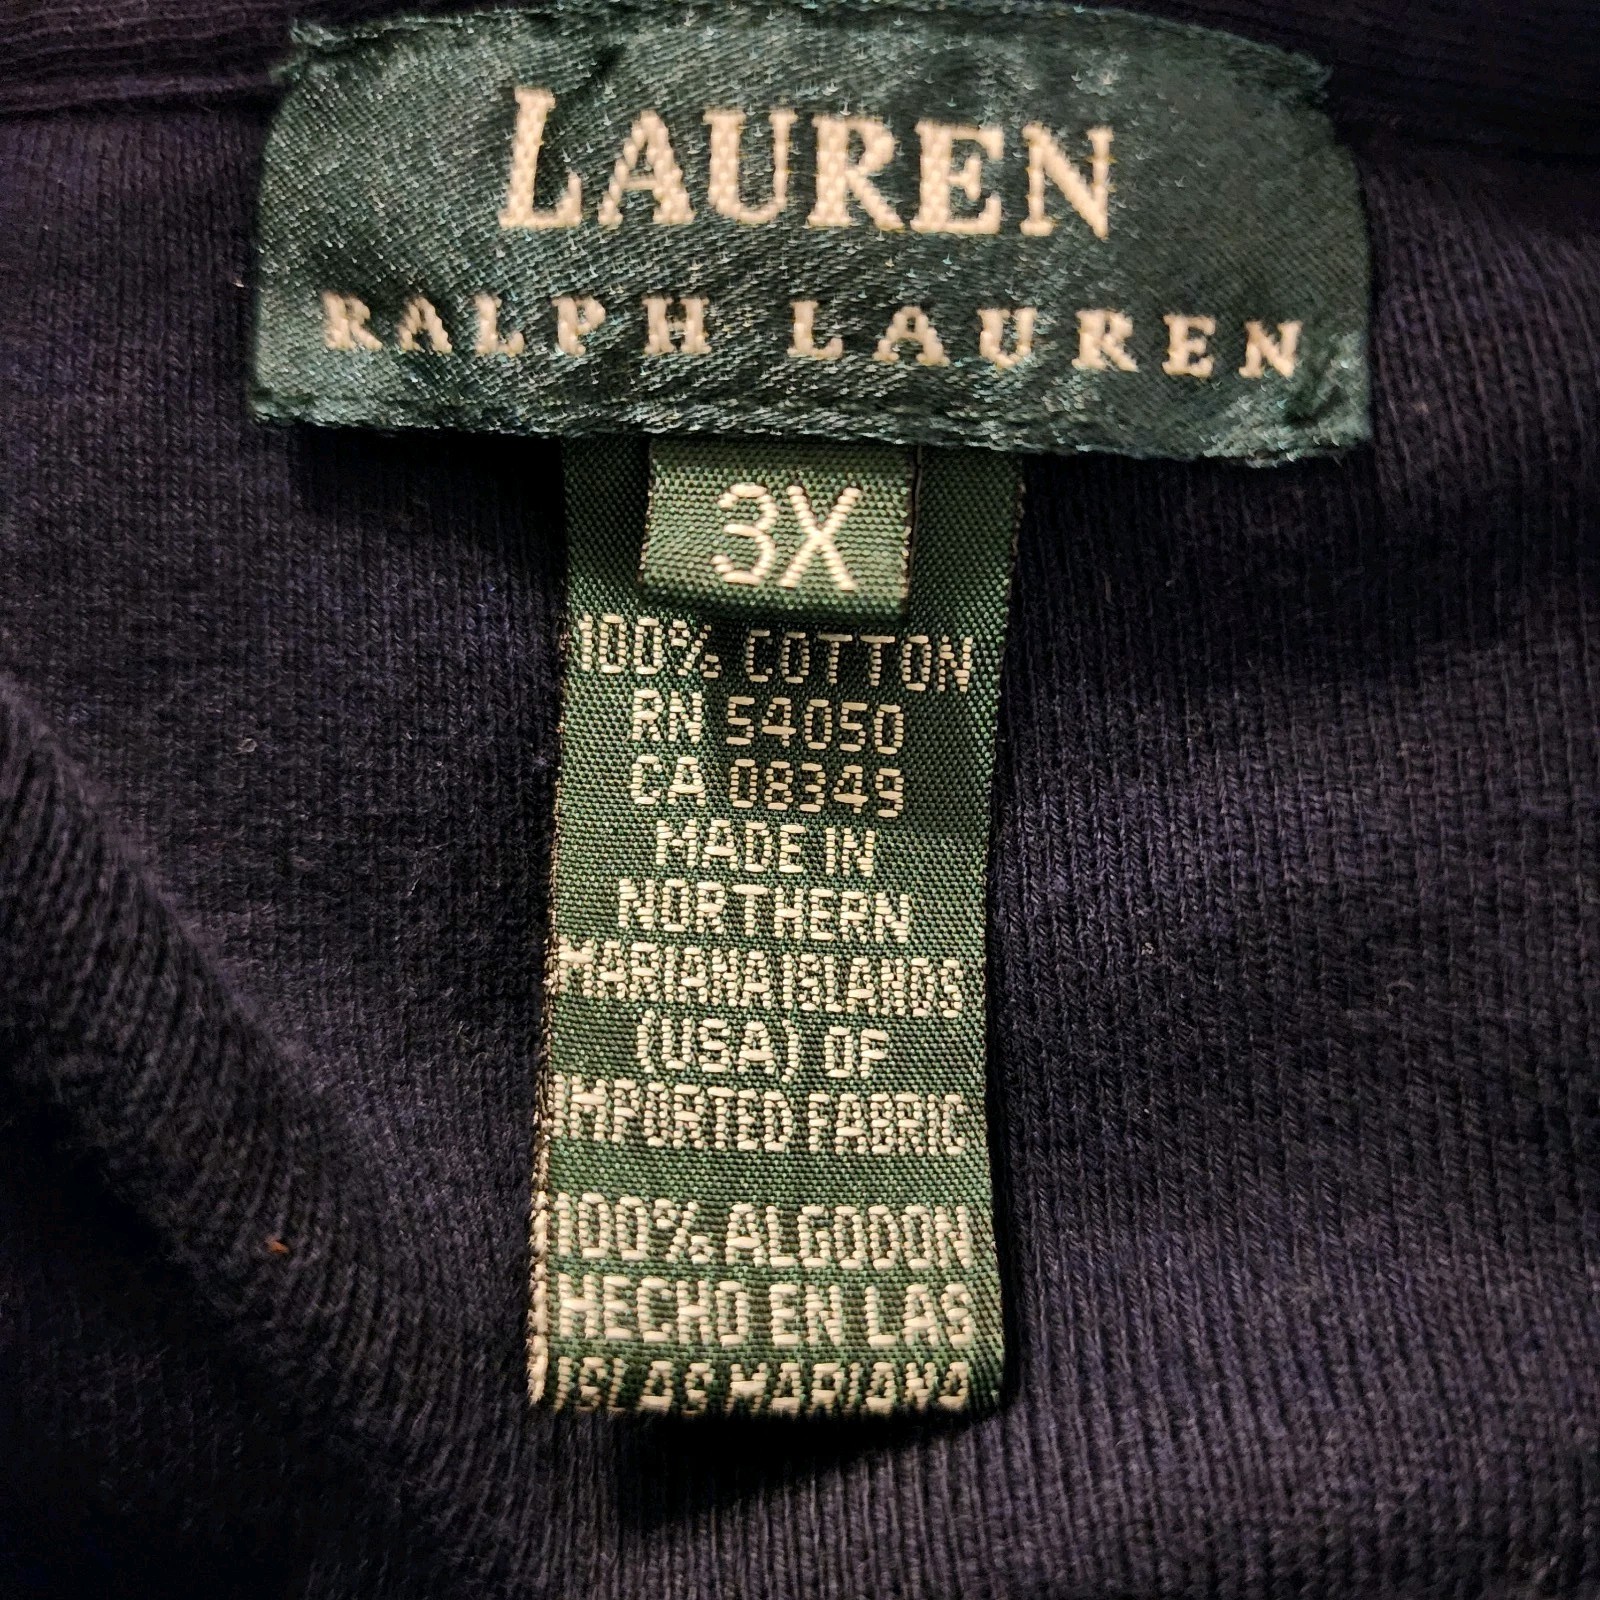 LAUREN
RALPH LAUREN
3X
100% COTTON
RN 54050
CA 08349
MADE IN
NORTHERN
MARIANA ISLANDS
(USA) OF
IMPORTED FABRIC
100% ALGODON
HECHO EN LAS
ISLAS MARIANA